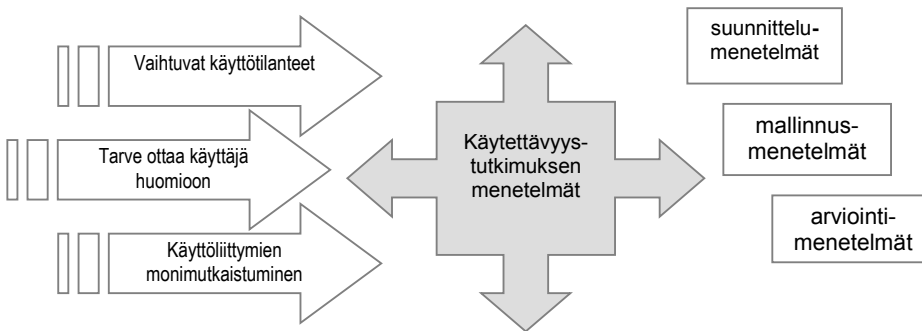 Vaihtuvat käyttötilanteet
Tarve ottaa käyttäjä
huomioon
Käyttöliittymien
monimutkaistuminen
Käytettävyys-
tutkimuksen
menetelmät
suunnittelu-
menetelmät
mallinnus-
menetelmät
arviointi-
menetelmät